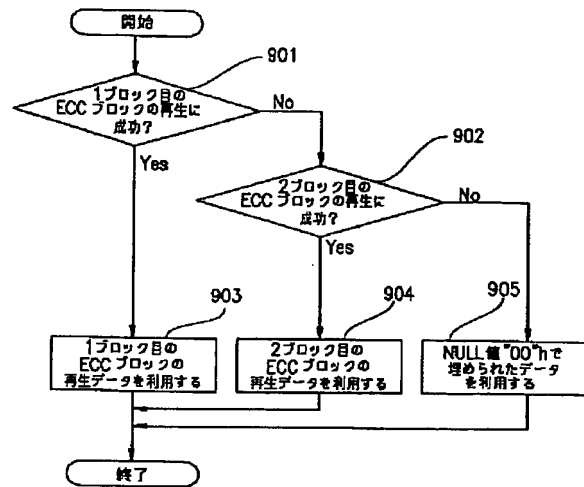 開始
901
1ブロック目の
ECCブロックの再生に
成功?
No
Yes
902
2ブロック目の
ECCブロックの再生に
成功?
No
Yes
903
1ブロック目の
ECCブロックの
再生データを利用する
904
2ブロック目の
ECCブロックの
再生データを利用する
905
NULL値"00"hで
埋められたデータ
を利用する
終了